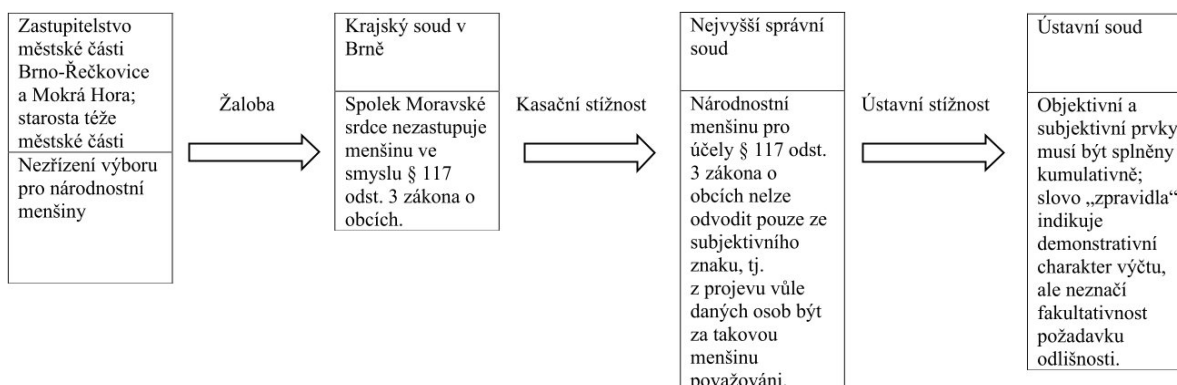 Zastupitelstvo
městské části
Brno-Řečkovice
a Mokrá Hora;
starosta téže
městské části
Nezřízení výboru
pro národnostní
menšiny
Žaloba
Krajský soud v
Brně
Spolek Moravské
srdce nezastupuje
menšinu ve
smyslu § 117
odst. 3 zákona o
obcích.
Kasační stížnost
Nejvyšší správní
soud
Národnostní
menšinu pro
účely § 117 odst.
3 zákona o
obcích nelze
odvodit pouze ze
subjektivního
znaku, tj.
z projevu vůle
daných osob být
za takovou
menšinu
považováni.
Ústavní stížnost
Ústavní soud
Objektivní a
subjektivní prvky
musí být splněny
kumulativně;
slovo „zpravidla“
indikuje
demonstrativní
charakter výčtu,
ale neznačí
fakultativnost
požadavku
odlišnosti.